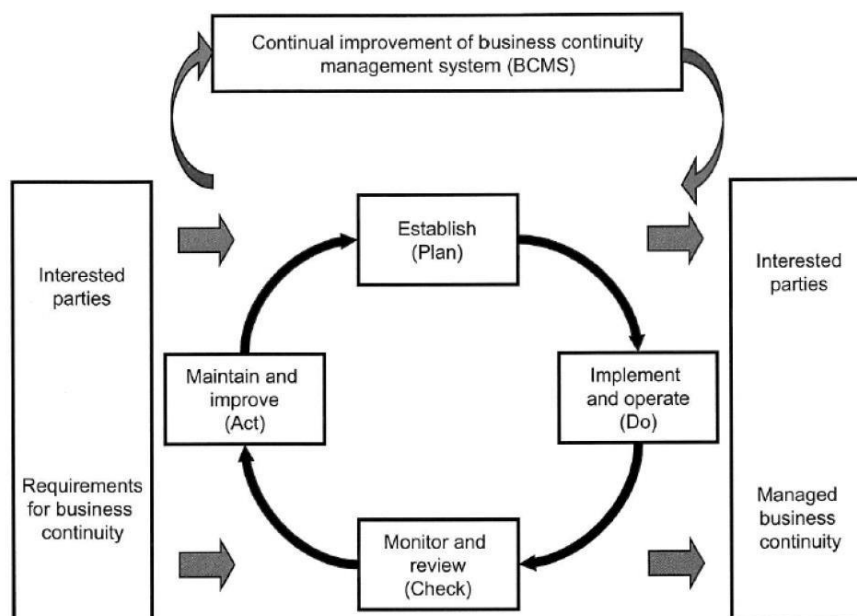 Continual improvement of business continuity
management system (BCMS)
Establish
(Plan)
Interested
parties
Interested
parties
Maintain and
improve
(Act)
Implement
and operate
(Do)
Requirements
for business
continuity
Managed
business
continuity
Monitor and
review
(Check)